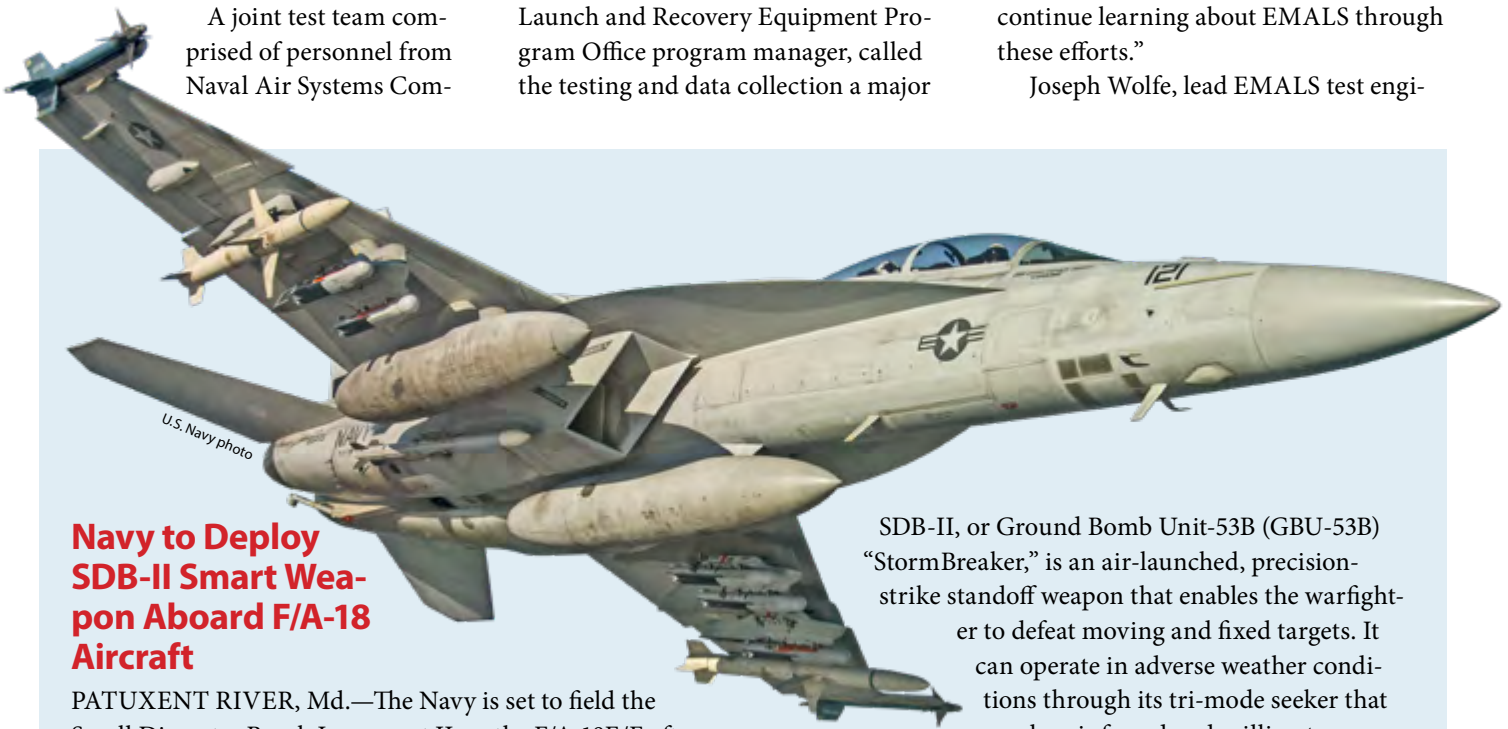 A joint test team com-
prised of personnel from
Naval Air Systems Com-
Launch and Recovery Equipment Pro-
gram Office program manager, called
the testing and data collection a major
continue learning about EMALS through
these efforts.”
Joseph Wolfe, lead EMALS test engi-
121
U.S. Navy photo
NAVY
Navy to Deploy
SDB-II Smart Wea-
pon Aboard F/A-18
Aircraft
PATUXENT RIVER, Md.—The Navy is set to field the
SDB-II, or Ground Bomb Unit-53B (GBU-53B)
“StormBreaker,” is an air-launched, precision-
strike standoff weapon that enables the warfight-
er to defeat moving and fixed targets. It
can operate in adverse weather condi-
tions through its tri-mode seeker that